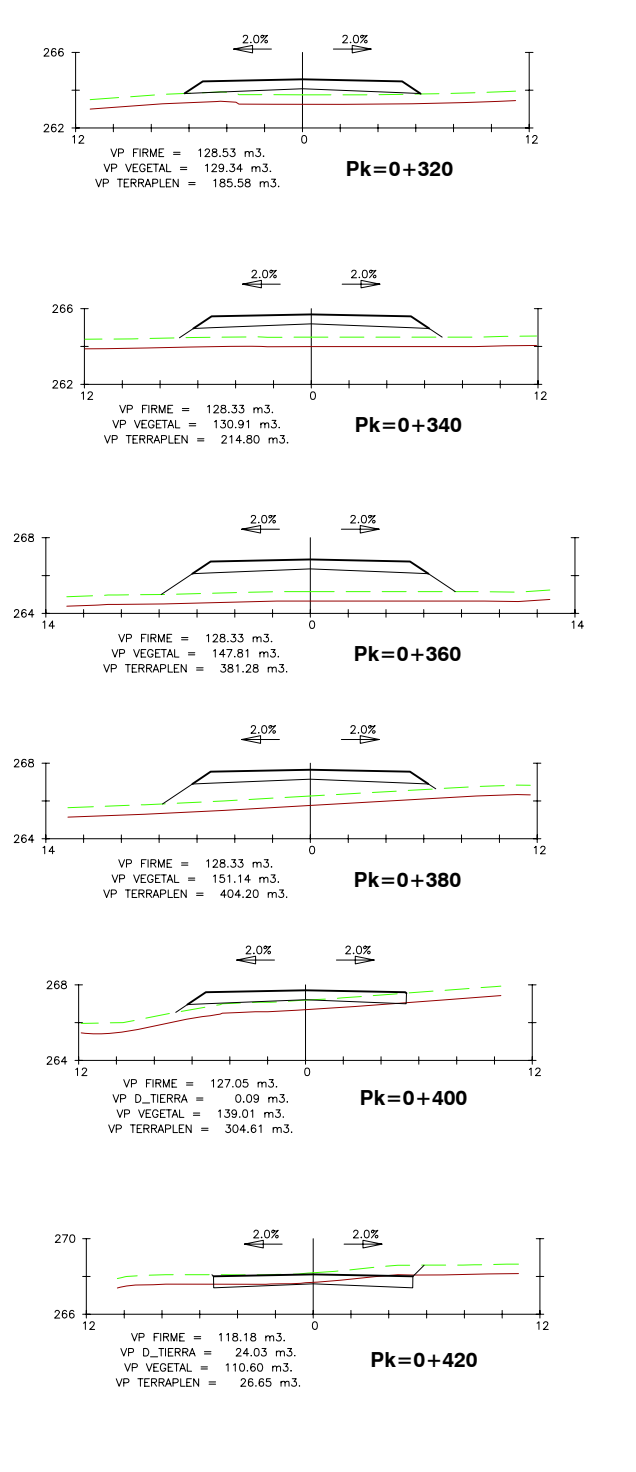 2.0% 2.0%
266
262
12 0 12
VP FIRME = 128.53 m3.
VP VEGETAL = 129.34 m3.
VP TERRAPLEN = 185.58 m3.
Pk=0+320
2.0% 2.0%
266
262
12 0 12
VP FIRME = 128.33 m3.
VP VEGETAL = 130.91 m3.
VP TERRAPLEN = 214.80 m3.
Pk=0+340
2.0% 2.0%
268
264
14 0 14
VP FIRME = 128.33 m3.
VP VEGETAL = 147.81 m3.
VP TERRAPLEN = 381.28 m3.
Pk=0+360
2.0% 2.0%
268
264
14 0 12
VP FIRME = 128.33 m3.
VP VEGETAL = 151.14 m3.
VP TERRAPLEN = 404.20 m3.
Pk=0+380
2.0% 2.0%
268
264
12 0 12
VP FIRME = 127.05 m3.
VP D_TIERRA = 0.09 m3.
VP VEGETAL = 139.01 m3.
VP TERRAPLEN = 304.61 m3.
Pk=0+400
2.0% 2.0%
270
266
12 0 12
VP FIRME = 118.18 m3.
VP D_TIERRA = 24.03 m3.
VP VEGETAL = 110.60 m3.
VP TERRAPLEN = 26.65 m3.
Pk=0+420